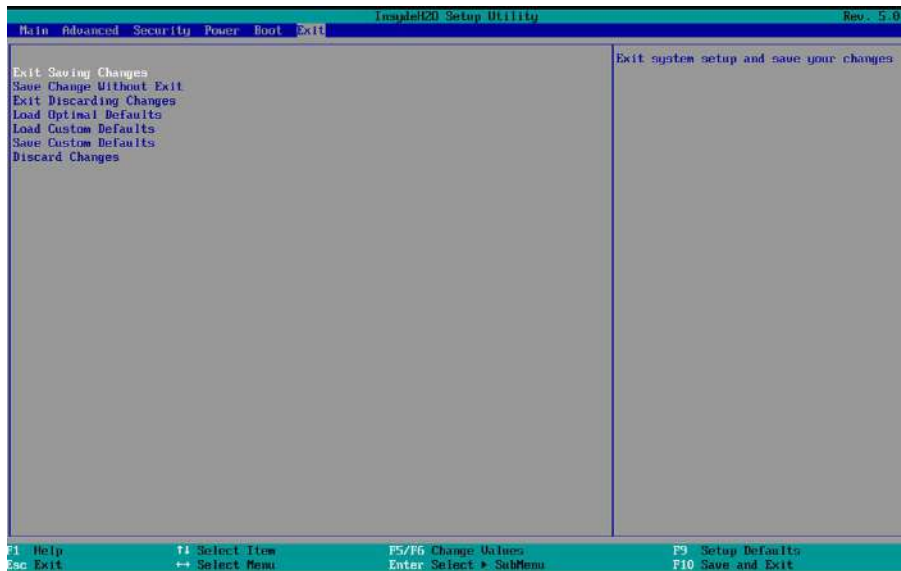 InsydeH20 Setup Utility Rev. 5.0
Main Advanced Security Power Boot Exit
Exit Saving Changes
Save Change Without Exit
Exit Discarding Changes
Load Optimal Defaults
Load Custom Defaults
Save Custom Defaults
Discard Changes
Exit system setup and save your changes
F1 Help ↑↓ Select Item F5/F6 Change Values F9 Setup Defaults
Esc Exit ↔ Select Menu Enter Select ▶ SubMenu F10 Save and Exit